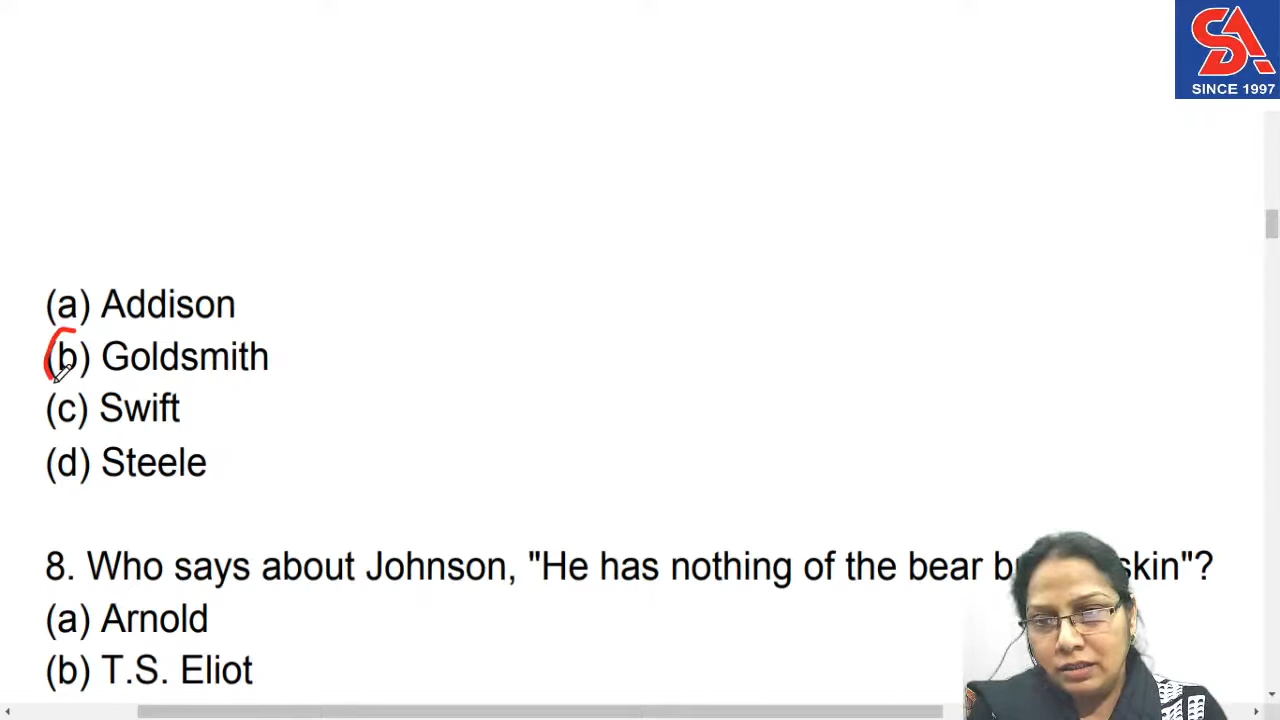 SA
SINCE 1997
(a) Addison
(b) Goldsmith
(c) Swift
(d) Steele
8. Who says about Johnson, "He has nothing of the bear skin"?
(a) Arnold
(b) T.S. Eliot